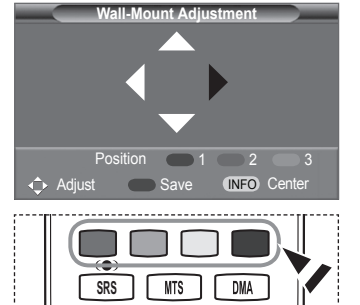 Wall-Mount Adjustment
Position 1 2 3
Adjust Save INFO Center
SRS MTS DMA